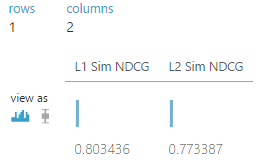 rows columns
1 2
L1 Sim NDCG L2 Sim NDCG
view as
0.803436 0.773387